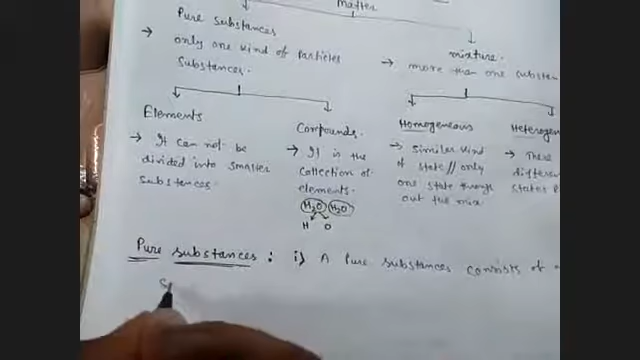 Matter
Pure Substances
→ only one kind of particles
Substances.
mixture.
→ more than one substan
Elements
→ It can not be
divided into smaller
substances.
Compounds.
→ It is the
collection of
elements.
H2O H2O
H O
Homogeneous
→ Similar kind
of state // only
one state through
out the mix
Heterogen
→ These
differen
states
Pure substances : i) A Pure substances consists of
S